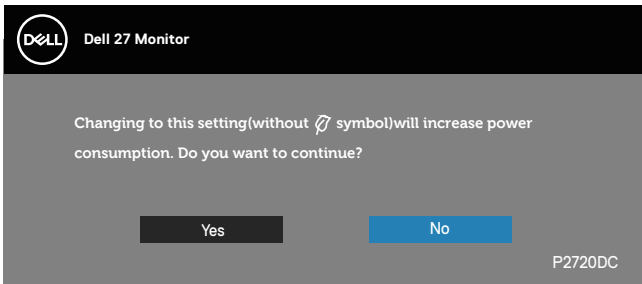 DELL
Dell 27 Monitor
Changing to this setting(without symbol)will increase power
consumption. Do you want to continue?
Yes
No
P2720DC